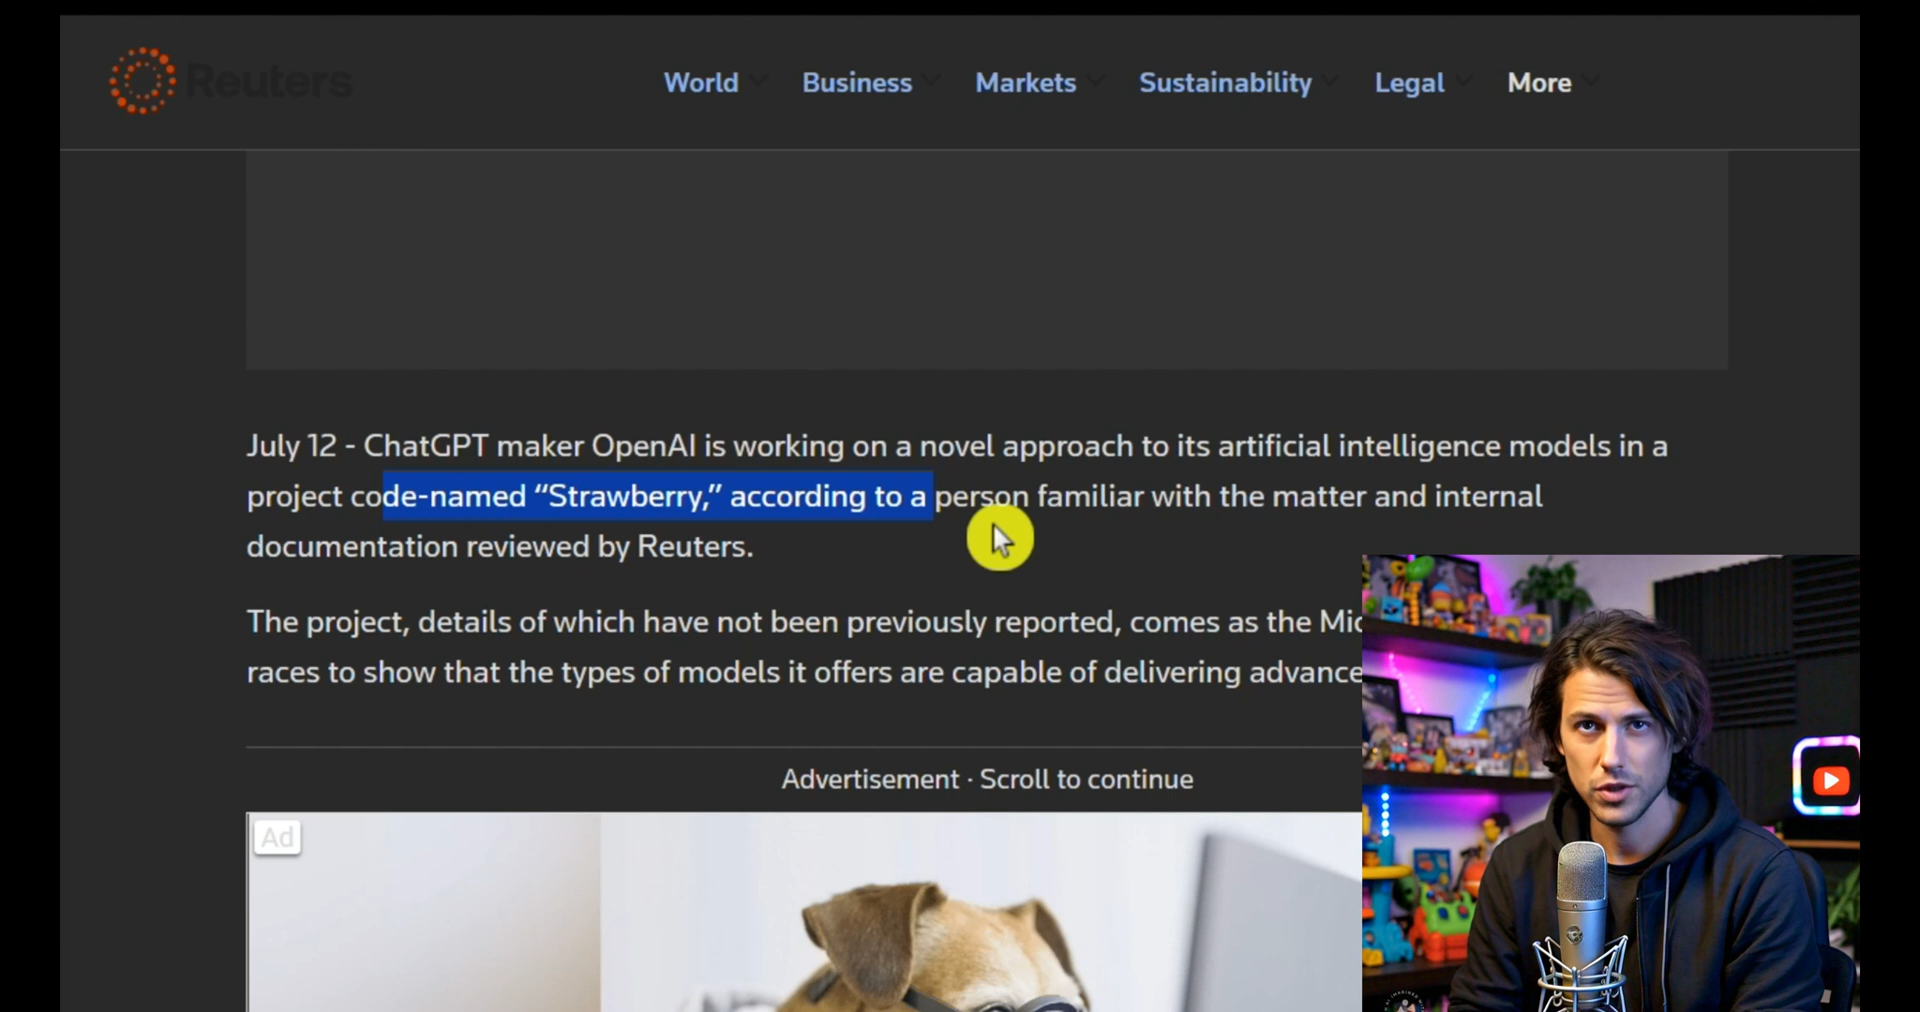 Reuters
World Business Markets Sustainability Legal More
July 12 - ChatGPT maker OpenAI is working on a novel approach to its artificial intelligence models in a
project code-named “Strawberry,” according to a person familiar with the matter and internal
documentation reviewed by Reuters.
The project, details of which have not been previously reported, comes as the
races to show that the types of models it offers are capable of delivering
Advertisement · Scroll to continue
Ad